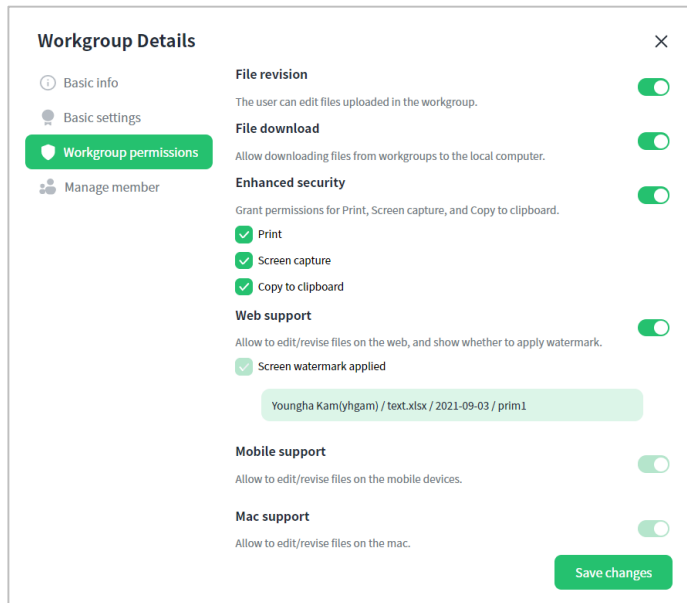 Workgroup Details
Basic info
Basic settings
Workgroup permissions
Manage member
File revision
The user can edit files uploaded in the workgroup.
File download
Allow downloading files from workgroups to the local computer.
Enhanced security
Grant permissions for Print, Screen capture, and Copy to clipboard.
Print
Screen capture
Copy to clipboard
Web support
Allow to edit/revise files on the web, and show whether to apply watermark.
Screen watermark applied
Youngha Kam(yhgam) / text.xlsx / 2021-09-03 / prim1
Mobile support
Allow to edit/revise files on the mobile devices.
Mac support
Allow to edit/revise files on the mac.
Save changes